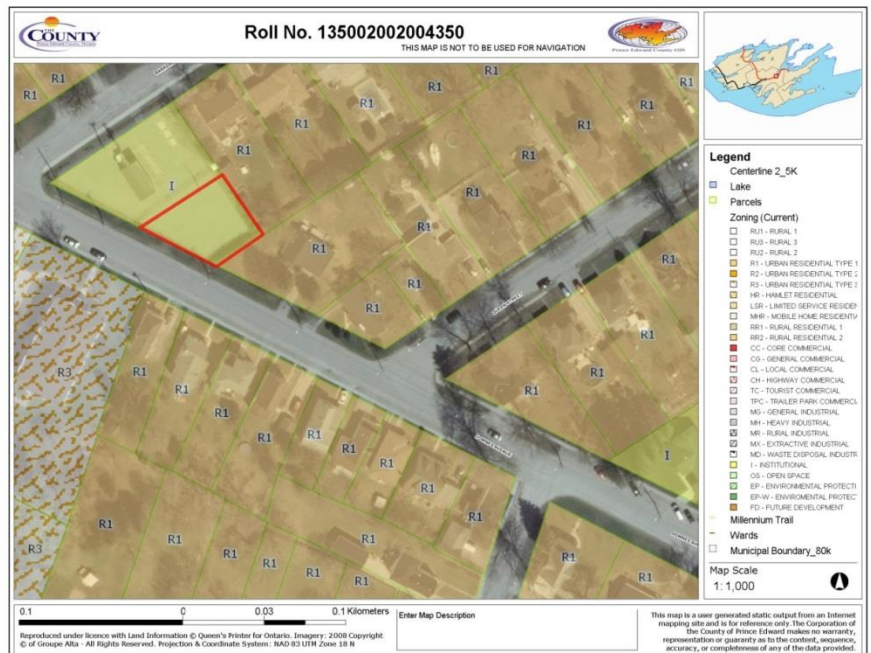 THE
COUNTY
Prince Edward County, Ontario
Roll No. 135002002004350
THIS MAP IS NOT TO BE USED FOR NAVIGATION
Prince Edward County GIS
R1
R1
R1
R1
R1
R1
R1
R1
R1
R1
R1
I
R1
R1
R1
R1
R1
R1
QUEEN STREET
R1
R3
R1
R1
R1
R1
R1
R1
R1
R1
R1
I
R1
R1
R1
R1
R1
R3
R1
R1
R1
R1
R1
R1
R1
Legend
Centerline 2_5K
Lake
Parcels
Zoning (Current)
RU1 - RURAL 1
RU3 - RURAL 3
RU2 - RURAL 2
R1 - URBAN RESIDENTIAL TYPE 1
R2 - URBAN RESIDENTIAL TYPE 2
R3 - URBAN RESIDENTIAL TYPE 3
HR - HAMLET RESIDENTIAL
LSR - LIMITED SERVICE RESIDEN
MHR - MOBILE HOME RESIDENTIA
RR1 - RURAL RESIDENTIAL 1
RR2 - RURAL RESIDENTIAL 2
CC - CORE COMMERCIAL
CG - GENERAL COMMERCIAL
CL - LOCAL COMMERCIAL
CH - HIGHWAY COMMERCIAL
TC - TOURIST COMMERCIAL
TPC - TRAILER PARK COMMERCI
MG - GENERAL INDUSTRIAL
MH - HEAVY INDUSTRIAL
MR - RURAL INDUSTRIAL
MX - EXTRACTIVE INDUSTRIAL
MD - WASTE DISPOSAL INDUSTR
I - INSTITUTIONAL
OS - OPEN SPACE
EP - ENVIRONMENTAL PROTECTI
EP-W - ENVIROMENTAL PROTEC
FD - FUTURE DEVELOPMENT
Millennium Trail
Wards
Municipal Boundary_80k
Map Scale
1: 1,000
0.1 0 0.03 0.1 Kilometers
Reproduced under licence with Land Information © Queen's Printer for Ontario. Imagery: 2008 Copyright
© of Groupe Alta - All Rights Reserved. Projection & Coordinate System: NAD 83 UTM Zone 18 N
Enter Map Description
This map is a user generated static output from an Internet
mapping site and is for reference only. The Corporation of
the County of Prince Edward makes no warranty,
representation or guaranty as to the content, sequence,
accuracy, or completeness of any of the data provided.